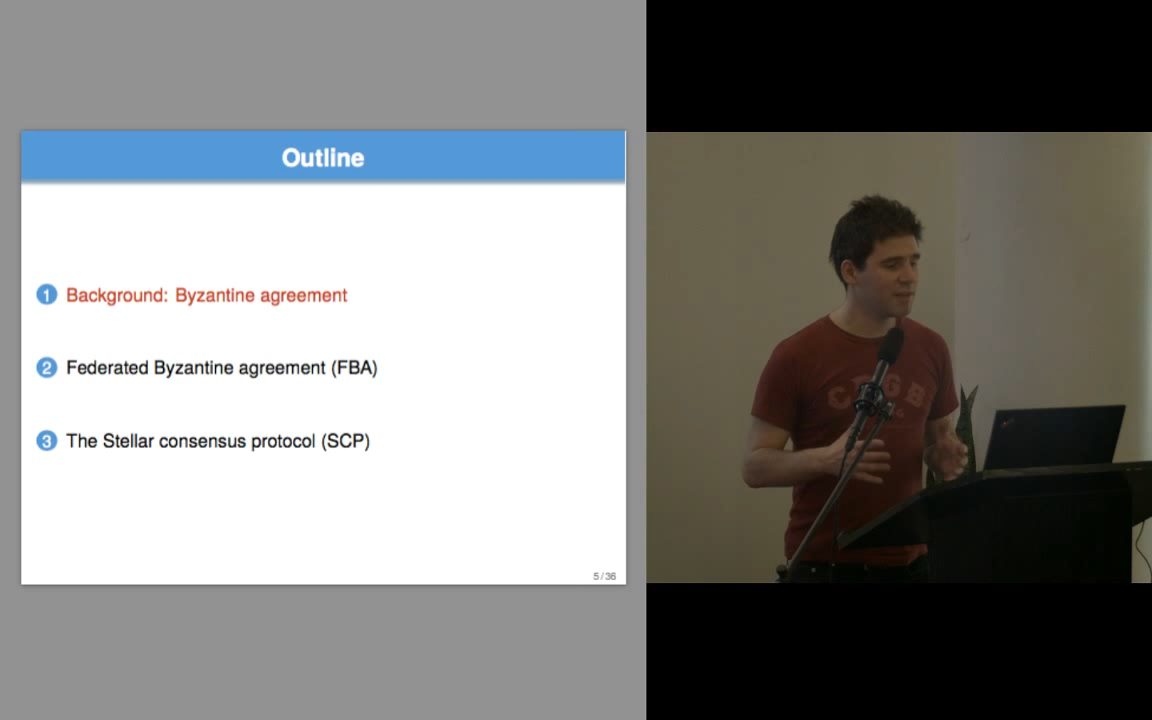 Outline
1 Background: Byzantine agreement
2 Federated Byzantine agreement (FBA)
3 The Stellar consensus protocol (SCP)
5 / 36